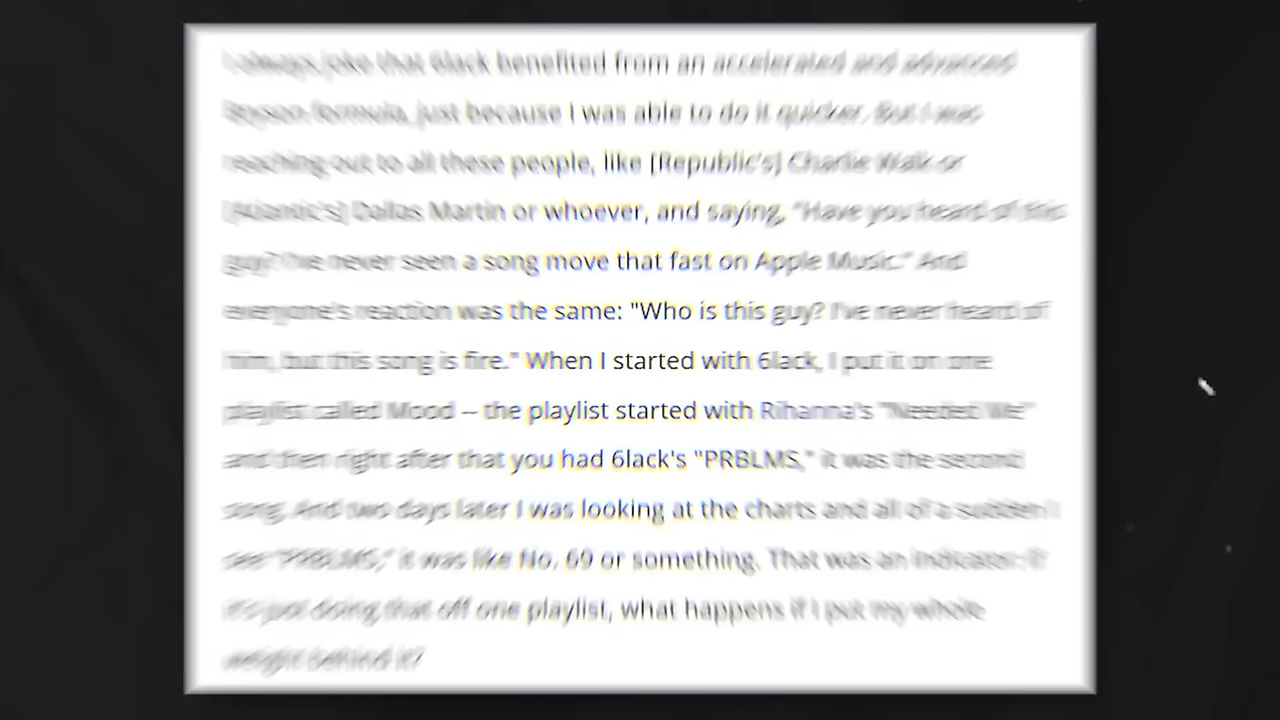 I always joke that 6lack benefited from an accelerated and advanced
Bryson formula, just because I was able to do it quicker. But I was
reaching out to all these people, like [Republic's] Charlie Walk or
[Atlantic's] Dallas Martin or whoever, and saying, "Have you heard of this
guy? I've never seen a song move that fast on Apple Music." And
everyone's reaction was the same: "Who is this guy? I've never heard of
him, but this song is fire." When I started with 6lack, I put it on one
playlist called Mood -- the playlist started with Rihanna's "Needed Me"
and then right after that you had 6lack's "PRBLMS," it was the second
song. And two days later I was looking at the charts and all of a sudden I
see "PRBLMS," it was like No. 69 or something. That was an indicator: if
it's just doing that off one playlist, what happens if I put my whole
weight behind it?